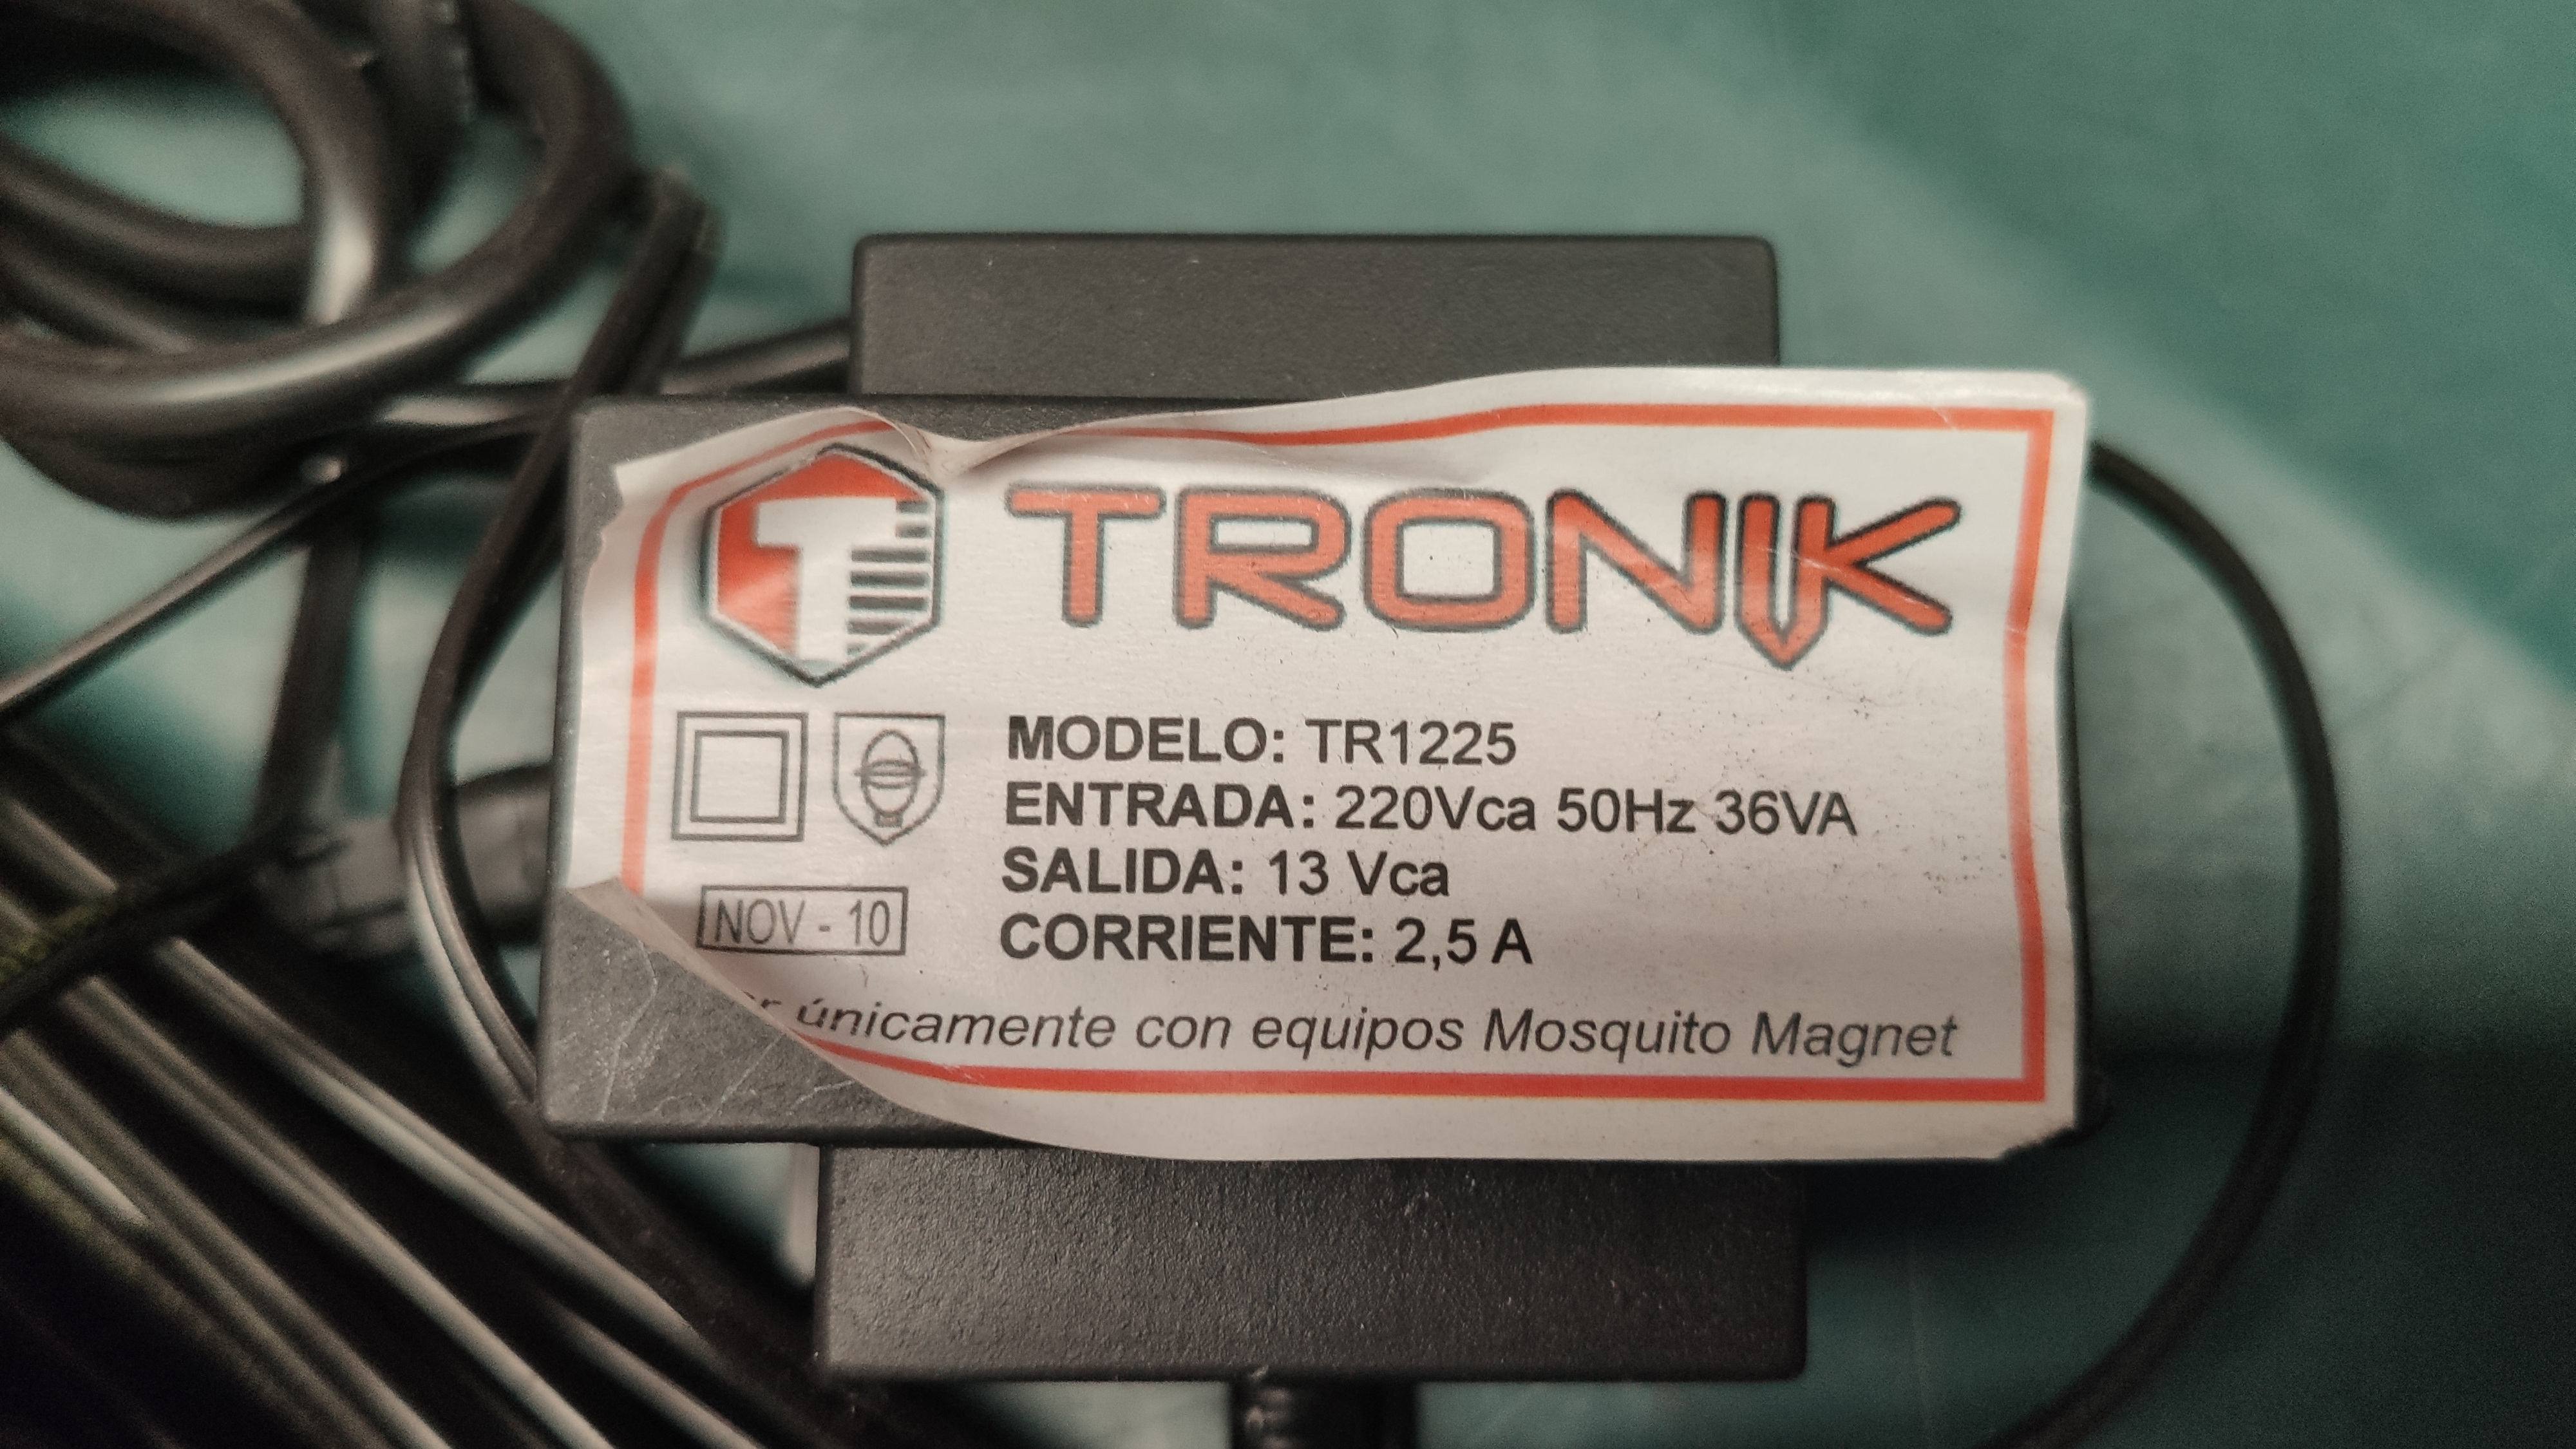 TRONIK
MODELO: TR1225
ENTRADA: 220Vca 50Hz 36VA
SALIDA: 13 Vca
NOV - 10
CORRIENTE: 2,5 A
únicamente con equipos Mosquito Magnet